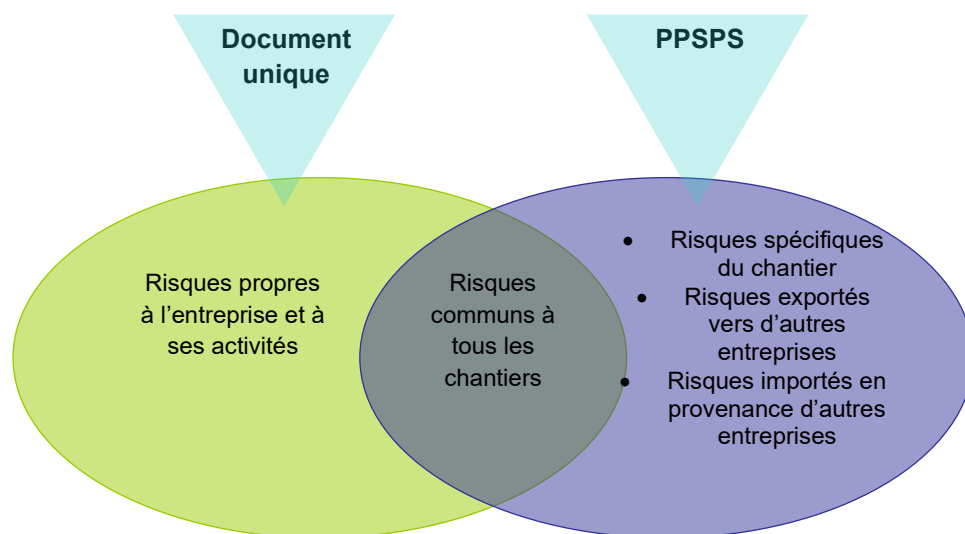 Document
unique
PPSPS
Risques propres
à l’entreprise et à
ses activités
Risques
communs à
tous les
chantiers
• Risques spécifiques
du chantier
• Risques exportés
vers d’autres
entreprises
• Risques importés en
provenance d’autres
entreprises